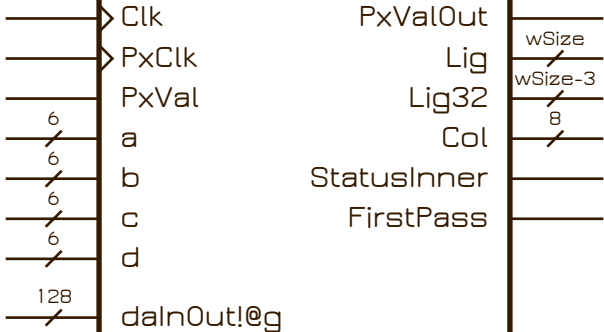 Clk PxValOut
wSize
PxClk Lig
wSize-3
PxVal Lig32
6 8
a Col
6
b StatusInner
6
c FirstPass
6
d
128
daInOut!@g